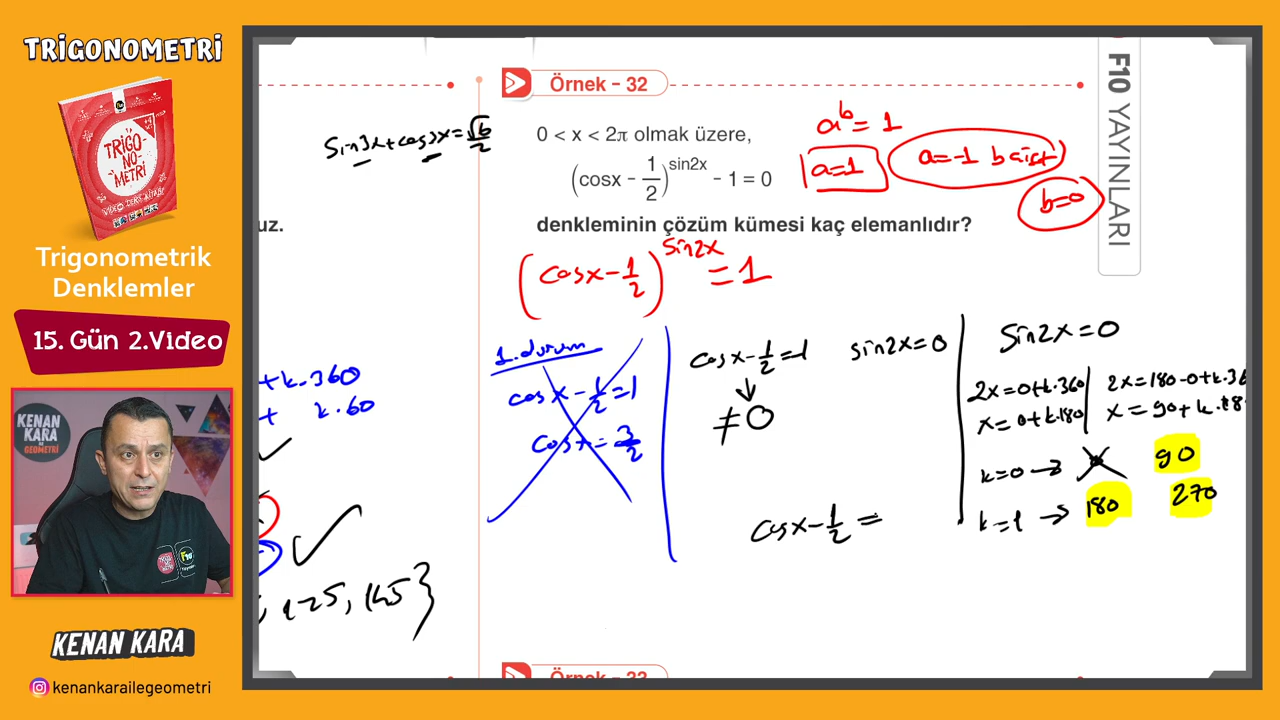 TRİGONOMETRİ
TRİGO-
NO-
METRİ
Trigonometrik
Denklemler
15. Gün 2.Video
KENAN
KARA
ile
GEOMETRİ
KENAN KARA
kenankarailegeometri
sin3x+cos3x=√6/2
uz.
+k.360
+ k.60
, 125, 145}
Örnek - 32
0 < x < 2π olmak üzere,
(cosx - 1/2)^sin2x - 1 = 0
denkleminin çözüm kümesi kaç elemanlıdır?
a^b = 1
a=1
a=-1 b çift
b=0
(cosx - 1/2)^sin2x = 1
1. durum
cosx - 1/2 = 1
cosx = 3/2
cosx - 1/2 = -1
≠ 0
sin2x=0
cosx - 1/2 =
Sin2x=0
2x=0+k.360
x=0+k.180
2x=180-0+k.36
x=90+k.18
k=0 → 90
k=1 → 180 270
F10 YAYINLARI
Örnek - 33